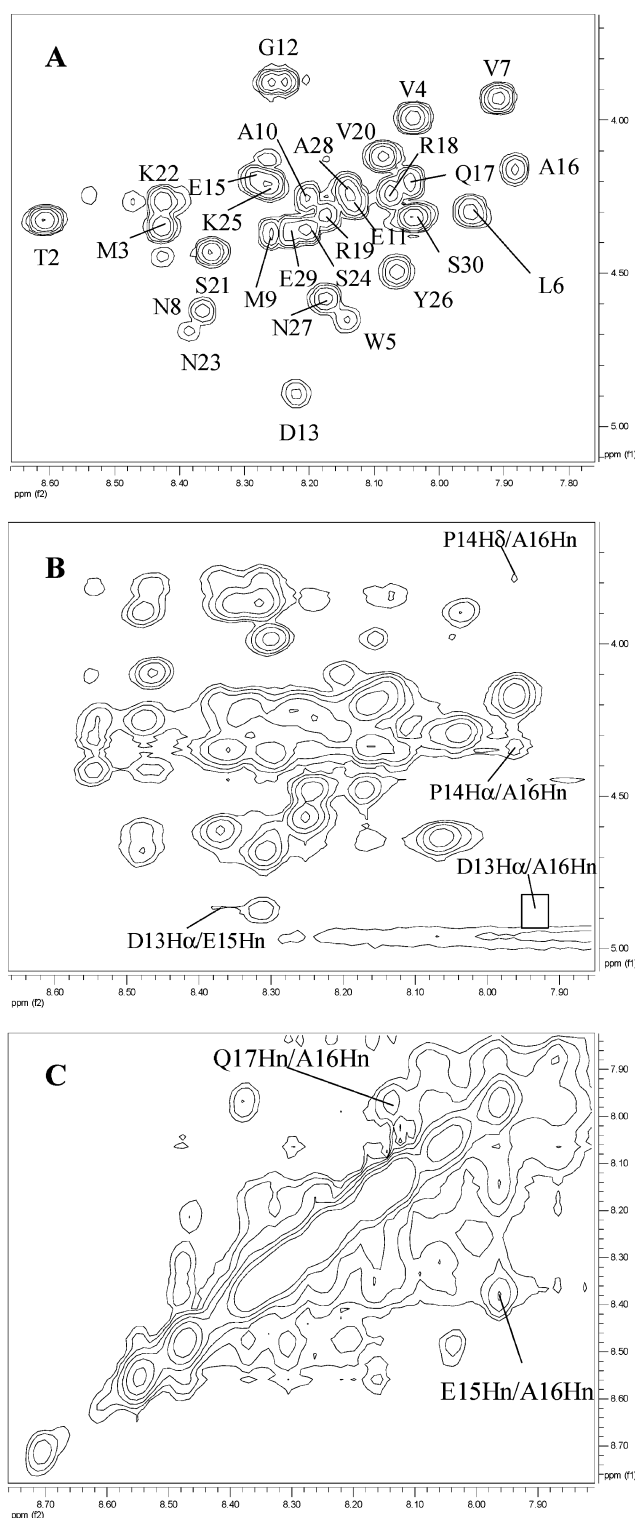 A
G12
V4
V7
A10
A28
V20
R18
K22
E15
Q17
A16
K25
E11
T2
M3
R19
S30
S21
S24
L6
M9
E29
Y26
N8
N27
W5
N23
D13
4.00
4.50
5.00
ppm (f1)
8.60 8.50 8.40 8.30 8.20 8.10 8.00 7.90 7.80
ppm (f2)
B
P14Hδ/A16Hn
P14Hα/A16Hn
D13Hα/A16Hn
D13Hα/E15Hn
4.00
4.50
5.00
ppm (f1)
8.60 8.50 8.40 8.30 8.20 8.10 8.00 7.90
ppm (f2)
C
Q17Hn/A16Hn
E15Hn/A16Hn
7.90
8.00
8.10
8.20
8.30
8.40
8.50
8.60
8.70
ppm (f1)
8.70 8.60 8.50 8.40 8.30 8.20 8.10 8.00 7.90
ppm (f2)